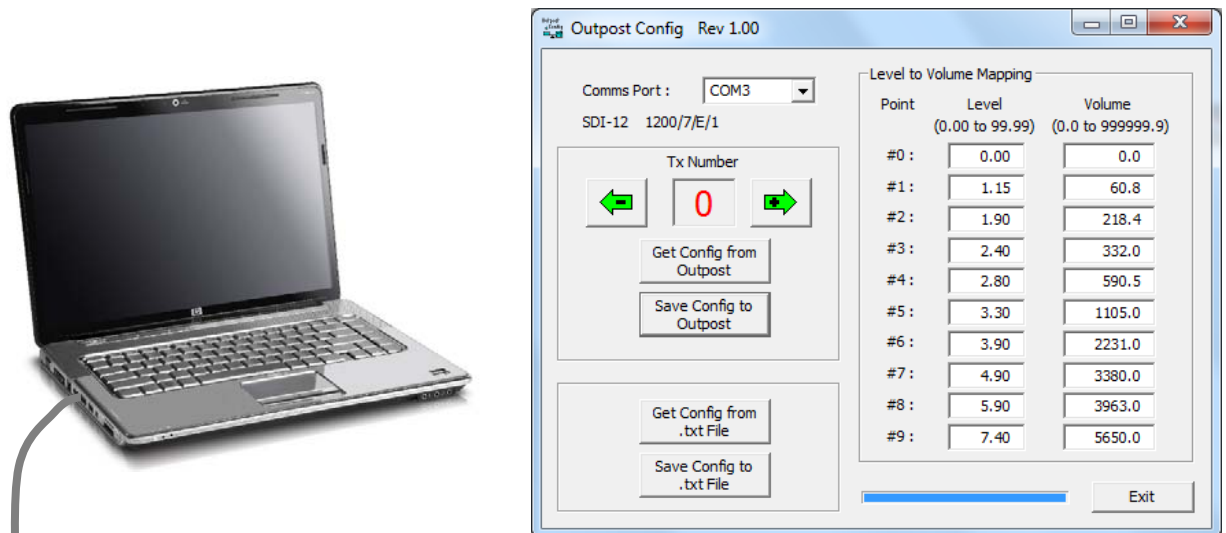 Outpost Config Rev 1.00
Comms Port : COM3
SDI-12 1200/7/E/1
Tx Number
- 0 +
Get Config from
Outpost
Save Config to
Outpost
Get Config from
.txt File
Save Config to
.txt File
Level to Volume Mapping
Point Level Volume
(0.00 to 99.99) (0.0 to 999999.9)
#0 : 0.00 0.0
#1 : 1.15 60.8
#2 : 1.90 218.4
#3 : 2.40 332.0
#4 : 2.80 590.5
#5 : 3.30 1105.0
#6 : 3.90 2231.0
#7 : 4.90 3380.0
#8 : 5.90 3963.0
#9 : 7.40 5650.0
Exit